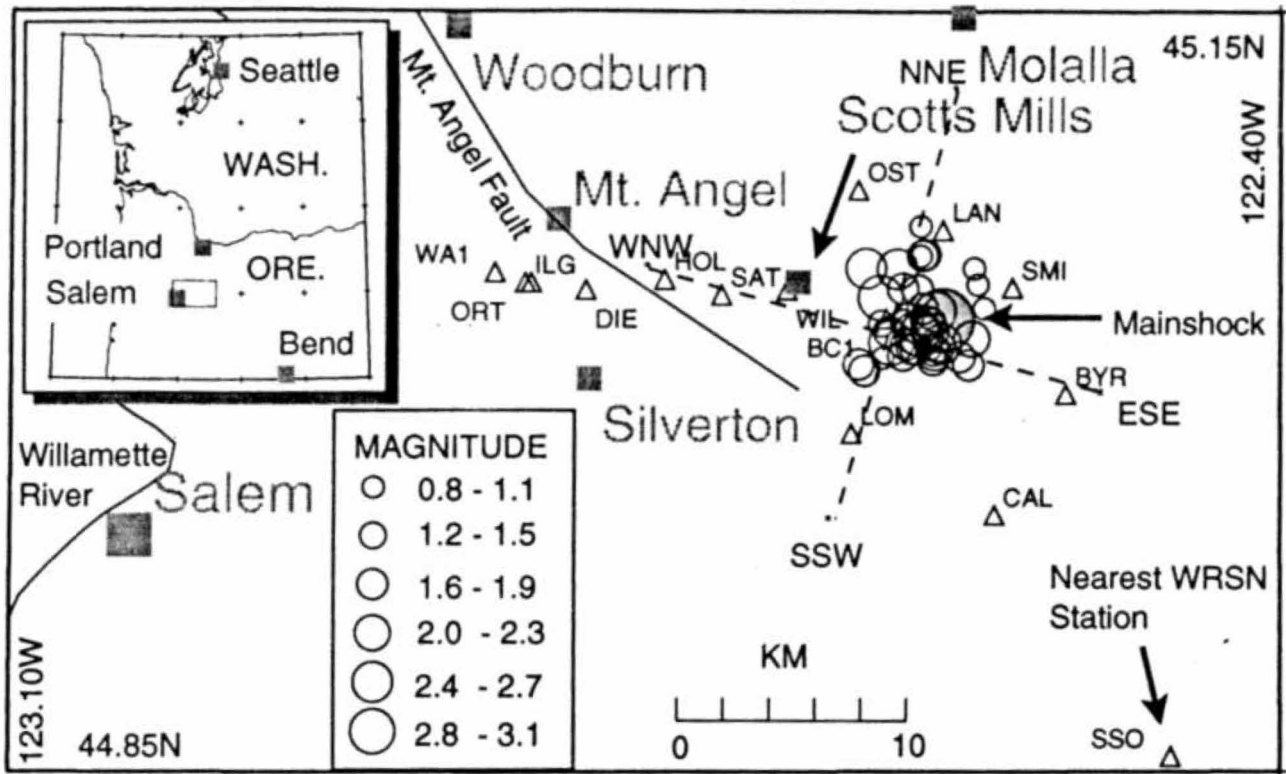 Seattle
WASH.
Portland
ORE.
Salem
Bend
Woodburn
Mt. Angel Fault
Mt. Angel
NNE
Molalla
Scotts Mills
45.15N
122.40W
OST
LAN
SMI
WNW
HOL
SAT
WIL
BC1
WA1
ILG
ORT
DIE
Mainshock
BYR
ESE
Silverton
LOM
CAL
SSW
Willamette
River
Salem
MAGNITUDE
0.8 - 1.1
1.2 - 1.5
1.6 - 1.9
2.0 - 2.3
2.4 - 2.7
2.8 - 3.1
Nearest WRSN
Station
KM
0
10
SSO
123.10W
44.85N